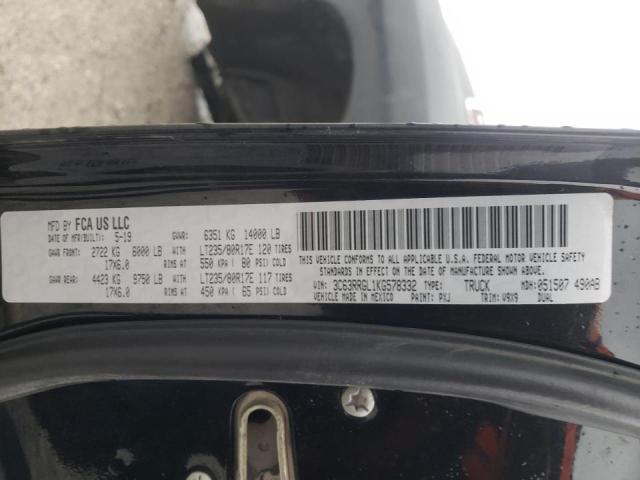 MFD BY FCA US LLC
DATE OF MFR(BUILT): 5-19 GVWR: 6351 KG 14000 LB
GAWR FRONT: 2722 KG 6000 LB WITH LT235/80R17E 120 TIRES
17X6.0 RIMS AT 550 KPA ( 80 PSI) COLD
GAWR REAR: 4423 KG 9750 LB WITH LT235/80R17E 117 TIRES
17X6.0 RIMS AT 450 KPA ( 65 PSI) COLD
THIS VEHICLE CONFORMS TO ALL APPLICABLE U.S.A. FEDERAL MOTOR VEHICLE SAFETY
STANDARDS IN EFFECT ON THE DATE OF MANUFACTURE SHOWN ABOVE.
VIN: 3C63RRGL1KG578332 TYPE: TRUCK MDH: 051507 490AB
VEHICLE MADE IN MEXICO PAINT: PXJ TRIM: V9X9 DUAL